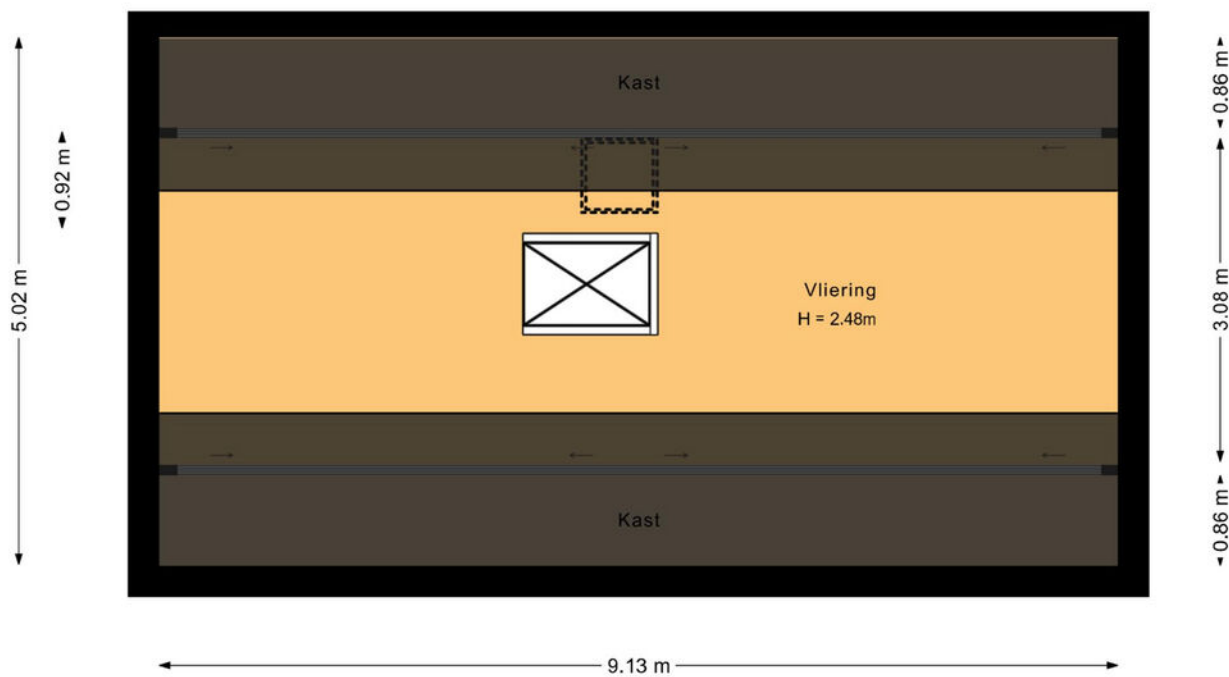 Kast
0.86 m
0.92 m
5.02 m
Vliering
H = 2.48m
3.08 m
Kast
0.86 m
9.13 m